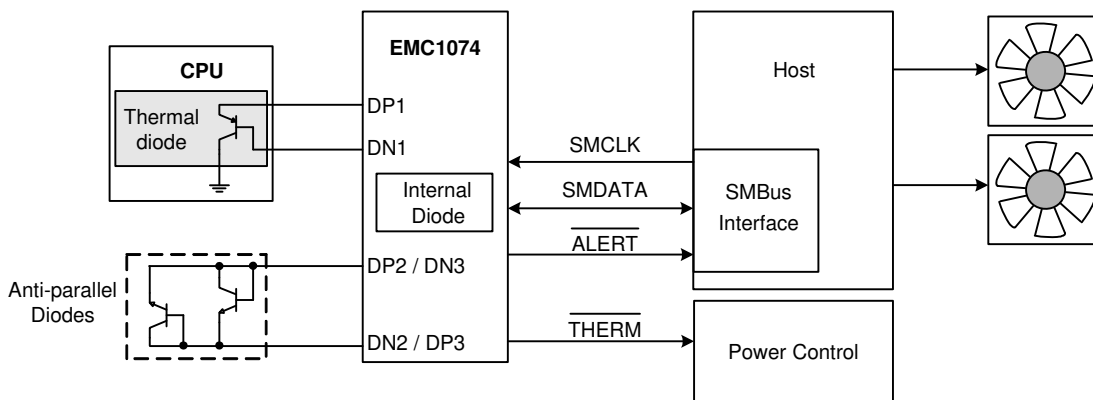 EMC1074
CPU
Thermal
diode
DP1
DN1
Internal
Diode
DP2 / DN3
DN2 / DP3
Anti-parallel
Diodes
SMCLK
SMDATA
ALERT
THERM
Host
SMBus
Interface
Power Control